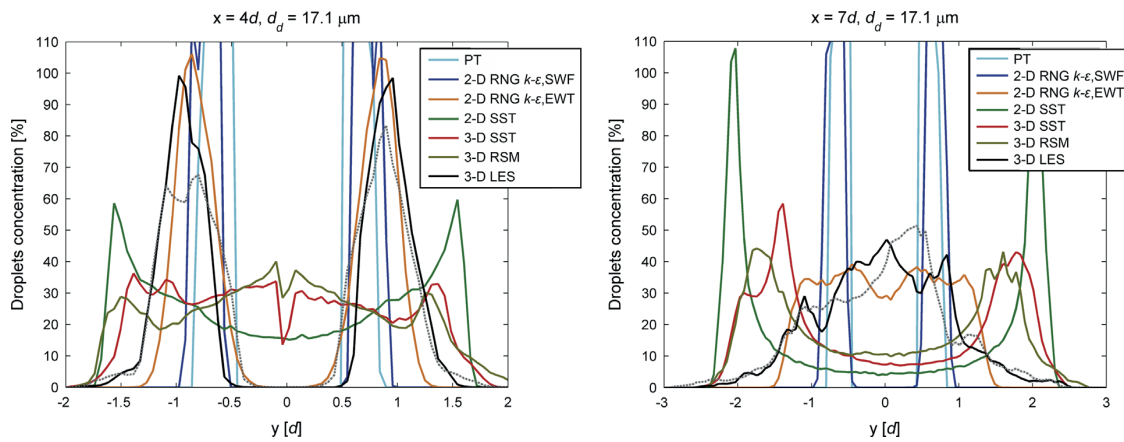 x = 4d, d_d = 17.1 μm
Droplets concentration [%]
110
100
90
80
70
60
50
40
30
20
10
0
-2
-1.5
-1
-0.5
0
0.5
1
1.5
2
y [d]
PT
2-D RNG k-ε,SWF
2-D RNG k-ε,EWT
2-D SST
3-D SST
3-D RSM
3-D LES
x = 7d, d_d = 17.1 μm
Droplets concentration [%]
110
100
90
80
70
60
50
40
30
20
10
0
-3
-2
-1
0
1
2
3
y [d]
PT
2-D RNG k-ε,SWF
2-D RNG k-ε,EWT
2-D SST
3-D SST
3-D RSM
3-D LES